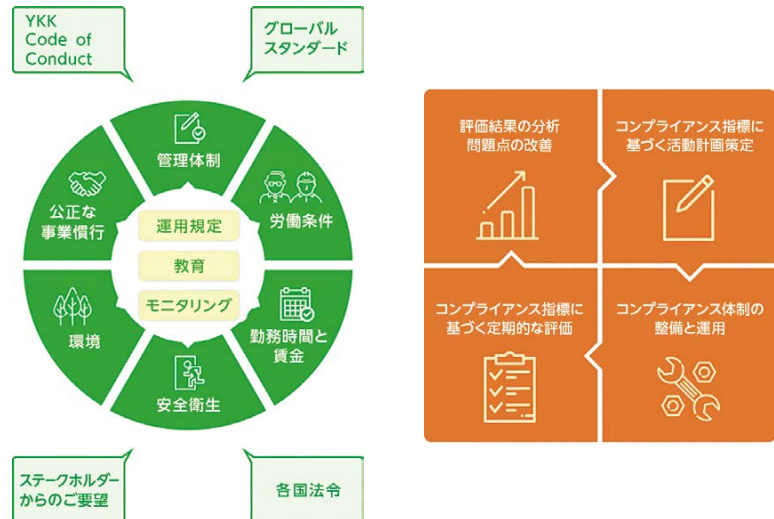 YKK
Code of
Conduct
グローバル
スタンダード
管理体制
公正な
事業慣行
労働条件
運用規定
教育
モニタリング
環境
勤務時間と
賃金
安全衛生
ステークホルダー
からのご要望
各国法令
評価結果の分析
問題点の改善
コンプライアンス指標に
基づく活動計画策定
コンプライアンス指標に
基づく定期的な評価
コンプライアンス体制の
整備と運用